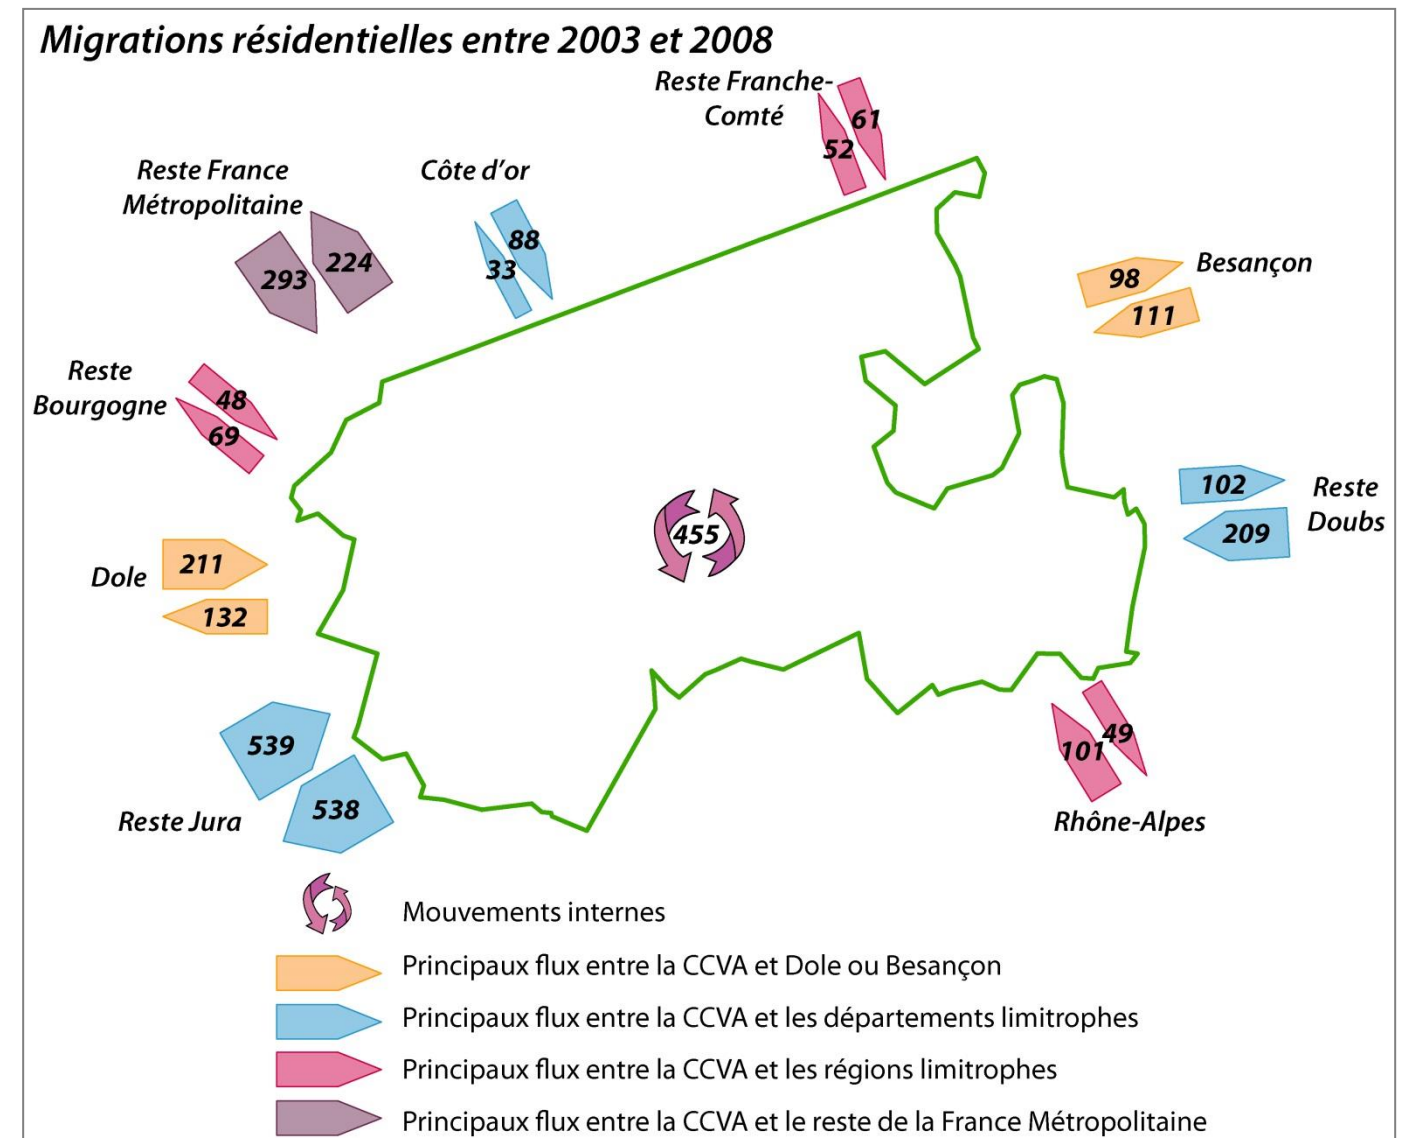 Migrations résidentielles entre 2003 et 2008
Reste Franche-
Comté
61
52
Reste France
Métropolitaine
293
224
Côte d'or
88
33
Besançon
98
111
Reste
Bourgogne
48
69
455
102
209
Reste
Doubs
Dole
211
132
539
538
Reste Jura
49
101
Rhône-Alpes
Mouvements internes
Principaux flux entre la CCVA et Dole ou Besançon
Principaux flux entre la CCVA et les départements limitrophes
Principaux flux entre la CCVA et les régions limitrophes
Principaux flux entre la CCVA et le reste de la France Métropolitaine